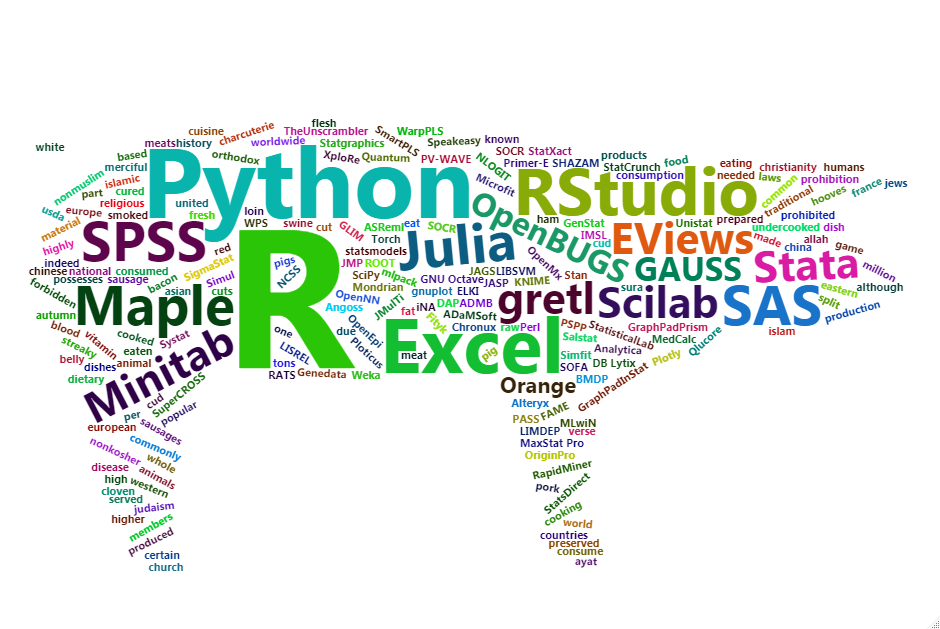 flesh
cuisine
charcuterie
TheUnscrambler
SmartPLS
WarpPLS
white
meats
history
worldwide
Statgraphics
Speakeasy
known
based
orthodox
XploRe
Quantum
PV-WAVE
NLOGIT
SOCR
StatXact
products
merciful
Primer-E
SHAZAM
StatCrunch
food
eating
christianity
humans
nonmuslim
islamic
Python
Microfit
RStudio
consumption
needed
laws
prohibition
part
cured
united
common
traditional
hooves
france
jews
usda
europe
religious
smoked
fresh
loin
OpenBUGS
ham
GenStat
Unistat
prepared
prohibited
material
WPS
swine
cut
GLIM
ASReml
eat
SOCR
IMSL
undercooked
dish
highly
SPSS
red
R
Torch
Julia
cud
EViews
made
china
allah
game
indeed
statsmodels
chinese
national
consumed
asian
SigmaStat
pigs
JMP
ROOT
OpenMx
GAUSS
Stata
million
possesses
sausage
bacon
cuts
Simul
NCSS
SciPy
mlpack
GNU Octave
JAGS
LIBSVM
Stan
forbidden
Mondrian
gnuplot
ELKI
JASP
KNIME
sura
eastern
although
autumn
Maple
OpenNN
JMulTi
iNA
DAP
ADMB
gretl
Scilab
SAS
split
production
Angoss
fat
ADaMSoft
blood
vitamin
cooked
Systat
one
due
OpenEpi
Fityk
Chronux
raw
Perl
PSpp
StatisticalLab
GraphPadPrism
islam
streaky
eaten
Minitab
LISREL
Ploticus
meat
Excel
pig
Salstat
Analytica
MedCalc
Qlucore
belly
dishes
animal
tons
Simfit
DB Lytix
Plotly
dietary
RATS
Genedata
Weka
SOFA
Orange
BMDP
cud
SuperCROSS
Alteryx
GraphPadInStat
per
popular
PASS
FAME
european
sausages
MLwiN
LIMDEP
verse
nonkosher
commonly
MaxStat Pro
whole
OriginPro
disease
animals
RapidMiner
high
western
StatsDirect
cloven
pork
served
judaism
cooking
higher
members
world
countries
produced
preserved
certain
consume
church
ayat